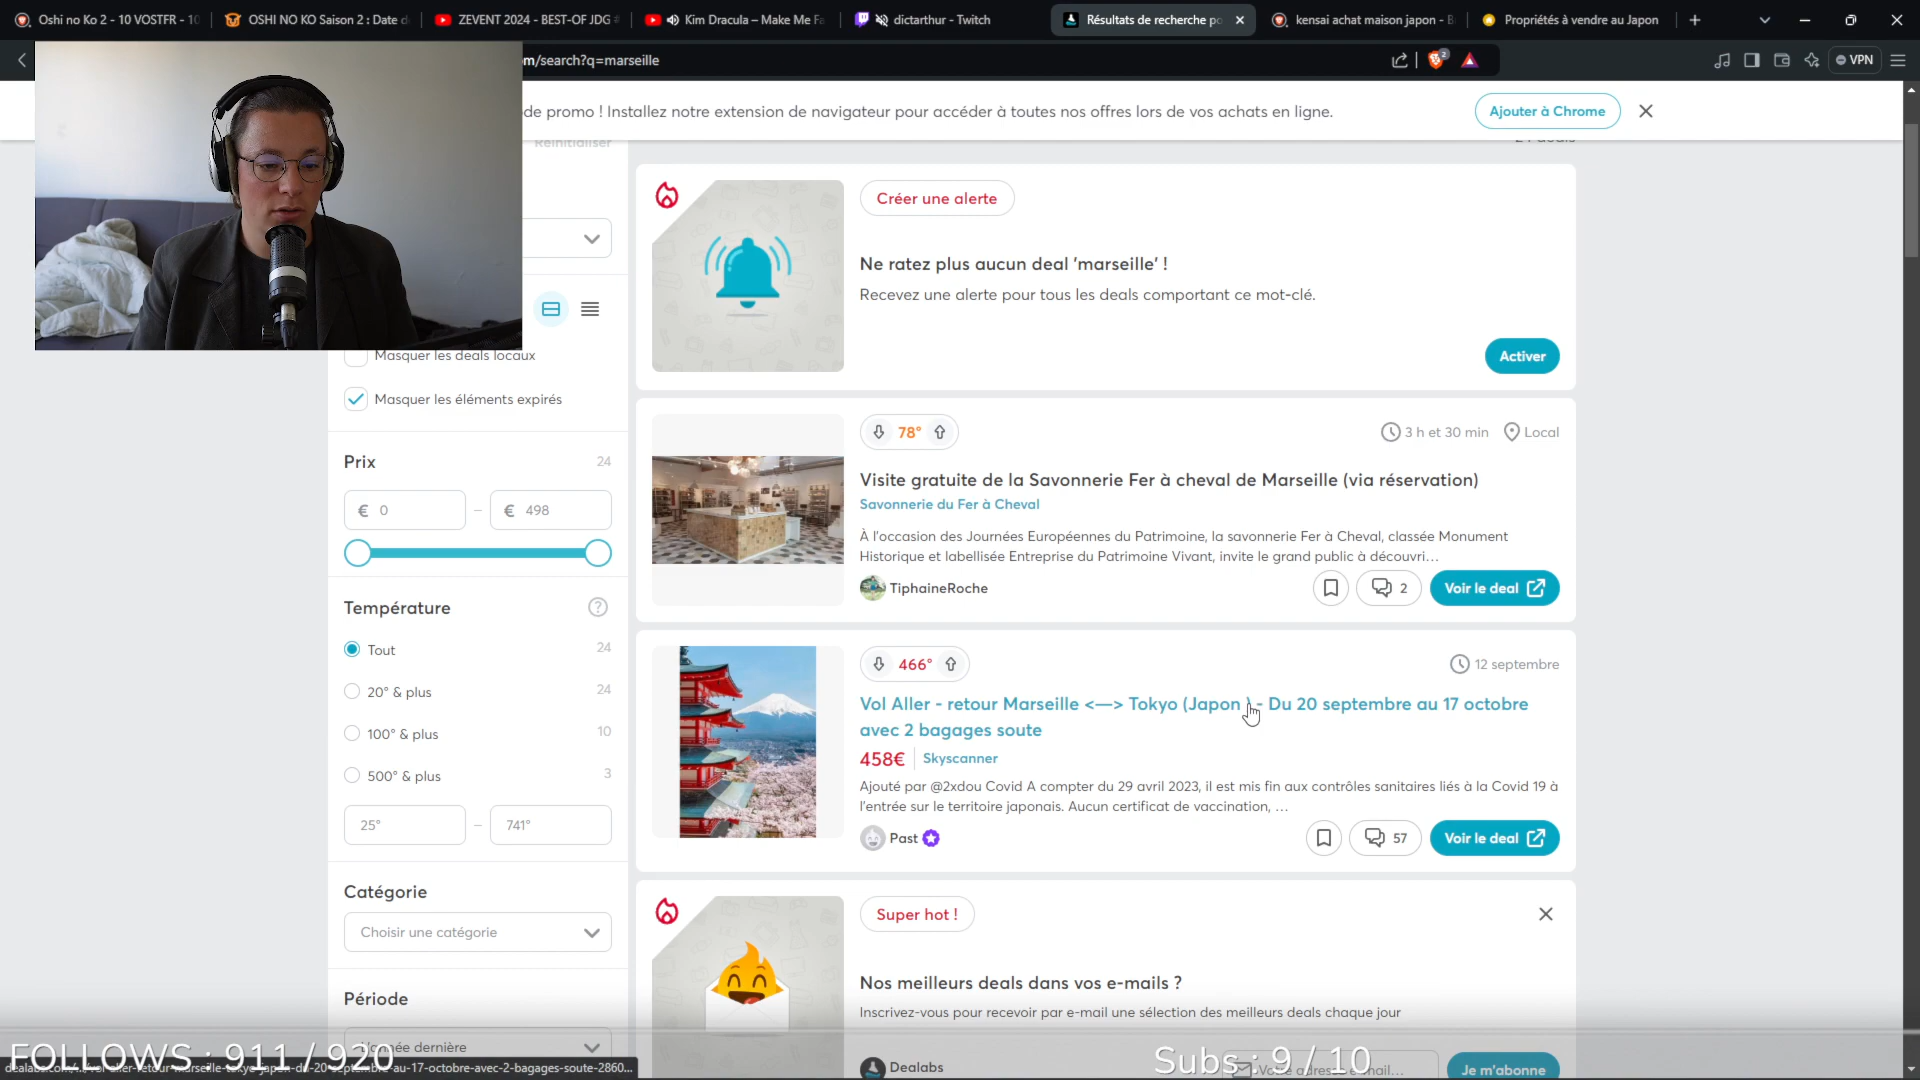 Oshi no Ko 2 - 10 VOSTFR - 10
OSHI NO KO Saison 2 : Date d
ZEVENT 2024 - BEST-OF JDG
Kim Dracula – Make Me Fa
dictarthur - Twitch
Résultats de recherche po
kensai achat maison japon - B
Propriétés à vendre au Japon
m/search?q=marseille
2
VPN
de promo ! Installez notre extension de navigateur pour accéder à toutes nos offres lors de vos achats en ligne.
Ajouter à Chrome
Réinitialiser
24 deals
Masquer les deals locaux
Masquer les éléments expirés
Prix
24
€ 0
–
€ 498
Température
?
Tout
24
20° & plus
24
100° & plus
10
500° & plus
3
25°
–
741°
Catégorie
Choisir une catégorie
Période
L'année dernière
Créer une alerte
Ne ratez plus aucun deal 'marseille' !
Recevez une alerte pour tous les deals comportant ce mot-clé.
Activer
78°
3 h et 30 min
Local
Visite gratuite de la Savonnerie Fer à cheval de Marseille (via réservation)
Savonnerie du Fer à Cheval
À l'occasion des Journées Européennes du Patrimoine, la savonnerie Fer à Cheval, classée Monument
Historique et labellisée Entreprise du Patrimoine Vivant, invite le grand public à découvri...
TiphaineRoche
2
Voir le deal
466°
12 septembre
Vol Aller - retour Marseille <—> Tokyo (Japon ) - Du 20 septembre au 17 octobre
avec 2 bagages soute
458€
Skyscanner
Ajouté par @2xdou Covid A compter du 29 avril 2023, il est mis fin aux contrôles sanitaires liés à la Covid 19 à
l'entrée sur le territoire japonais. Aucun certificat de vaccination, ...
Past
57
Voir le deal
Super hot !
Nos meilleurs deals dans vos e-mails ?
Inscrivez-vous pour recevoir par e-mail une sélection des meilleurs deals chaque jour
Dealabs
Votre adresse e-mail...
Je m'abonne
FOLLOWS : 911 / 920
Subs : 9 / 10